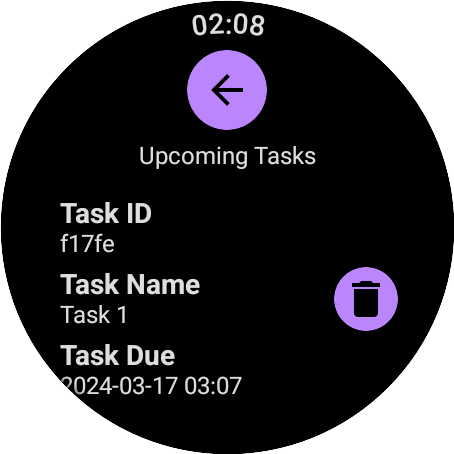 02:08
Upcoming Tasks
Task ID
f17fe
Task Name
Task 1
Task Due
2024-03-17 03:07